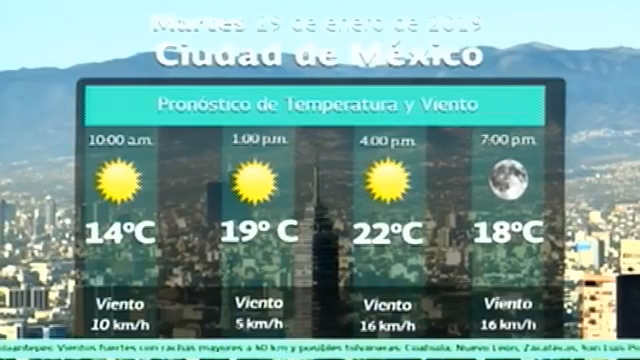 Martes 29 de enero de 2019
Ciudad de México
Pronóstico de Temperatura y Viento
10:00 a.m. 1:00 p.m. 4:00 p.m. 7:00 p.m.
14°C 19° C 22°C 18°C
Viento Viento Viento Viento
10 km/h 5 km/h 16 km/h 16 km/h
Vientos fuertes con rachas mayores a 60 km y posibles tolvaneras: Coahuila, Nuevo León, Zacatecas, San Luis